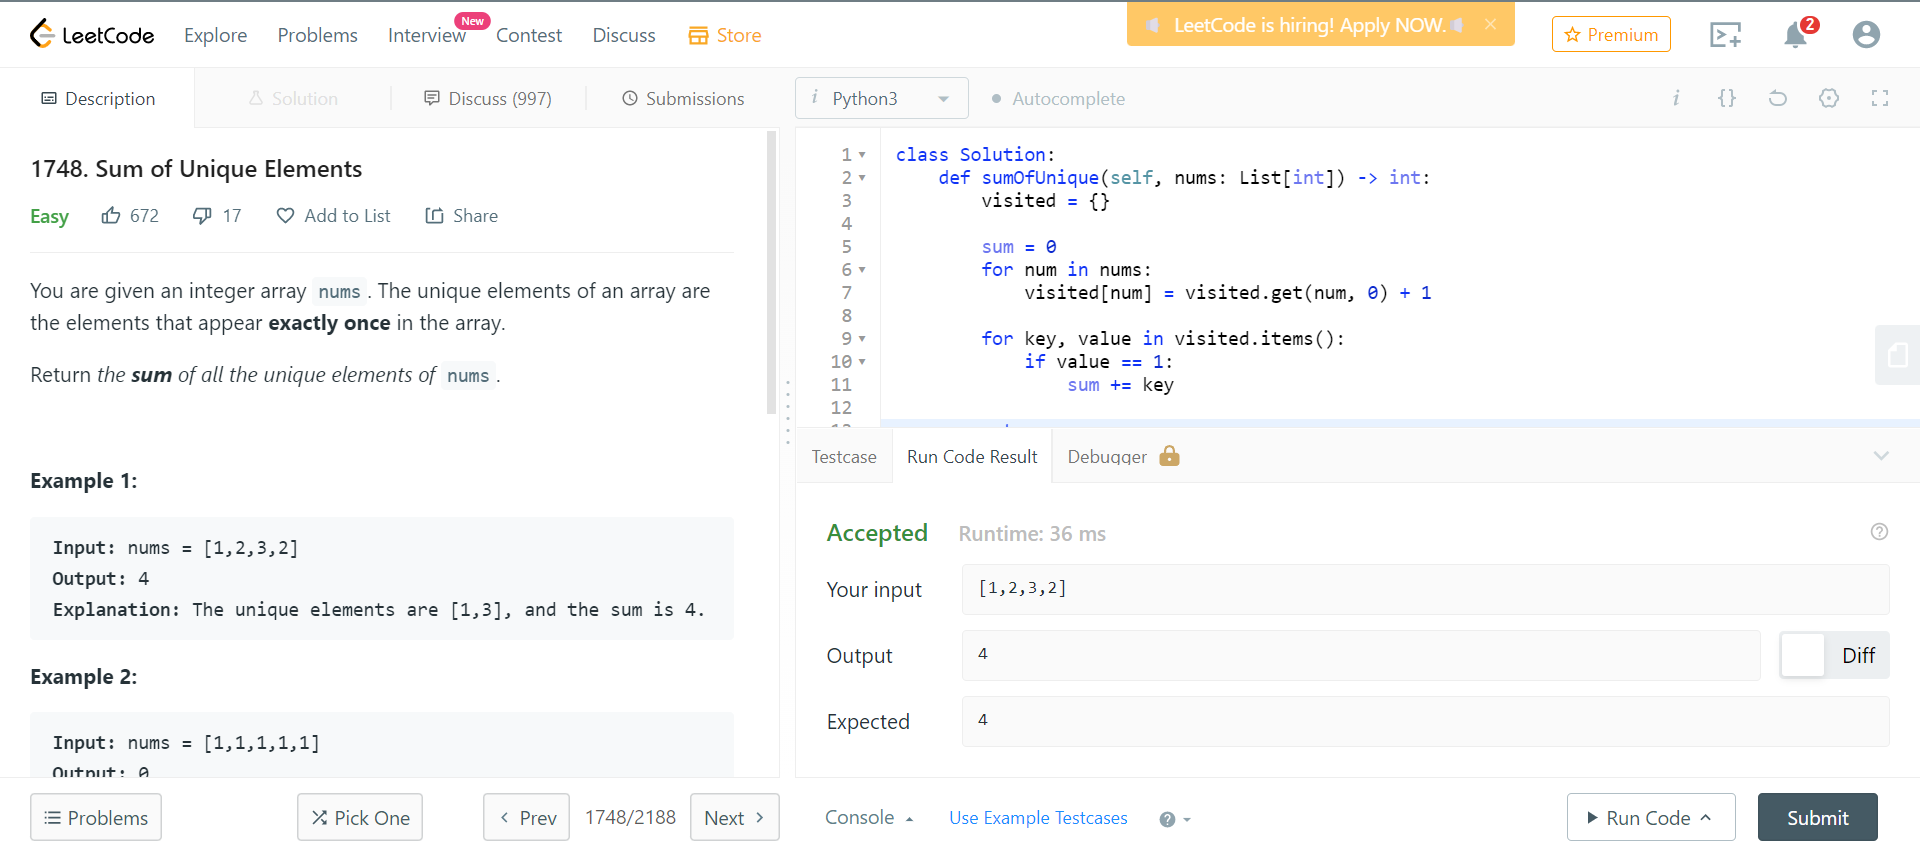 LeetCode
Explore
Problems
Interview
New
Contest
Discuss
Store
LeetCode is hiring! Apply NOW.
Premium
2
Description
Solution
Discuss (997)
Submissions
i Python3
Autocomplete
i {}
1748. Sum of Unique Elements
Easy 672 17 Add to List Share
You are given an integer array nums . The unique elements of an array are
the elements that appear exactly once in the array.
Return the sum of all the unique elements of nums .
Example 1:
Input: nums = [1,2,3,2]
Output: 4
Explanation: The unique elements are [1,3], and the sum is 4.
Example 2:
Input: nums = [1,1,1,1,1]
Output: 0
Problems
Pick One
Prev
1748/2188
Next
1 class Solution:
2 def sumOfUnique(self, nums: List[int]) -> int:
3 visited = {}
4
5 sum = 0
6 for num in nums:
7 visited[num] = visited.get(num, 0) + 1
8
9 for key, value in visited.items():
10 if value == 1:
11 sum += key
12
Testcase
Run Code Result
Debugger
Accepted Runtime: 36 ms
Your input [1,2,3,2]
Output 4 Diff
Expected 4
Console
Use Example Testcases
?
Run Code
Submit